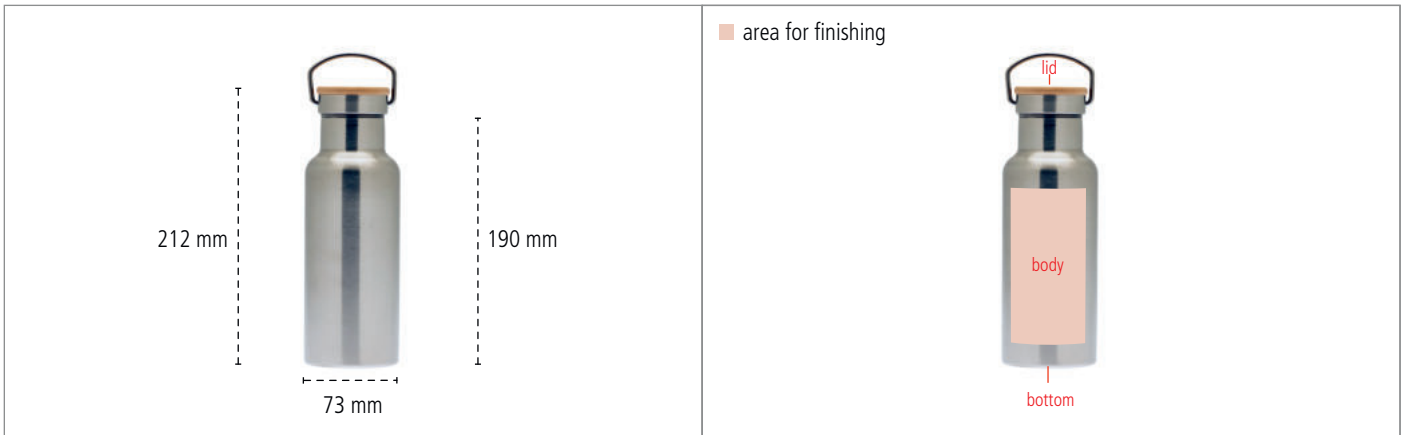 212 mm
190 mm
73 mm
area for finishing
lid
body
bottom